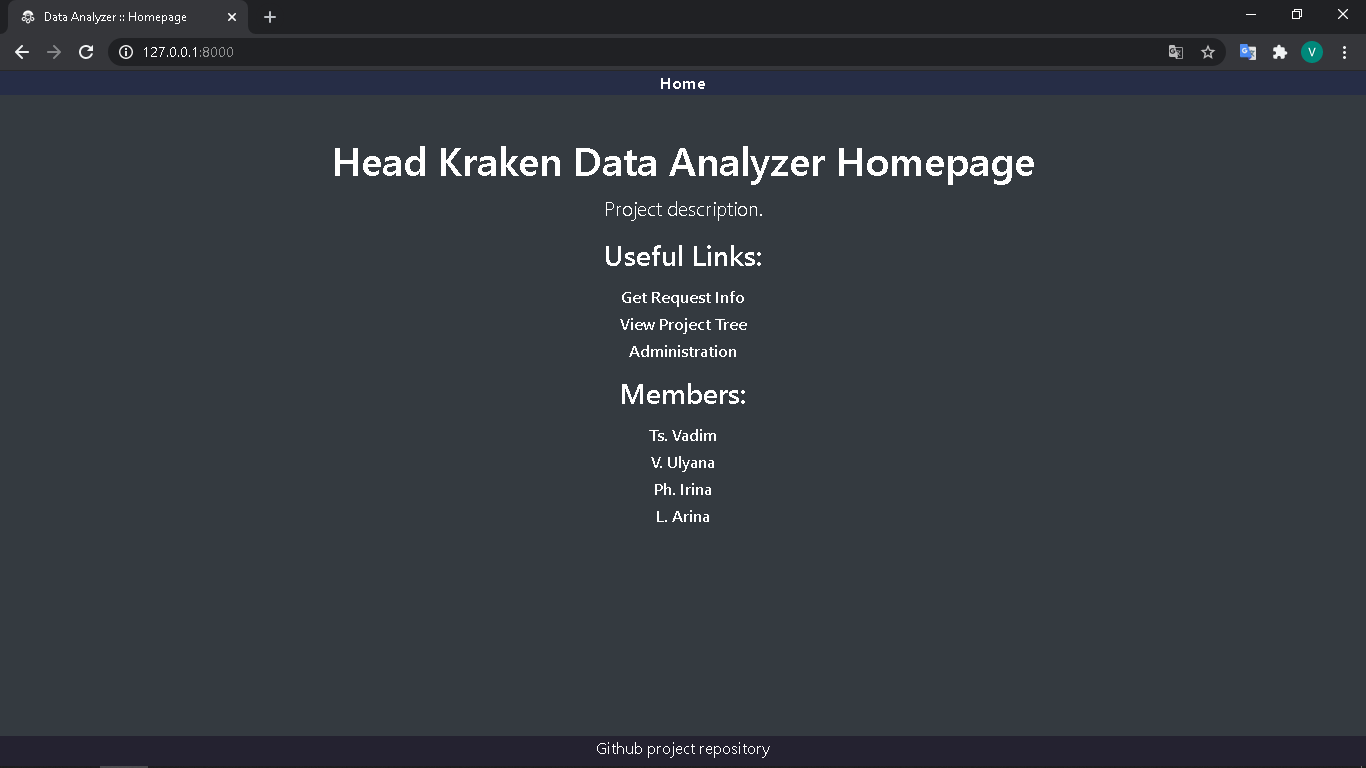 Data Analyzer :: Homepage
127.0.0.1:8000
V
Home
Head Kraken Data Analyzer Homepage
Project description.
Useful Links:
Get Request Info
View Project Tree
Administration
Members:
Ts. Vadim
V. Ulyana
Ph. Irina
L. Arina
Github project repository